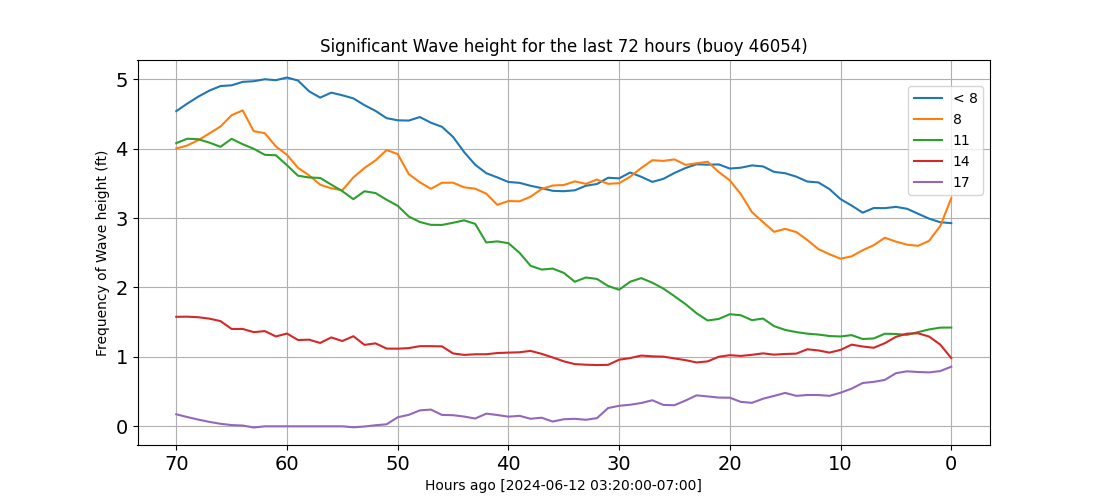 Significant Wave height for the last 72 hours (buoy 46054)
Frequency of Wave height (ft)
5
4
3
2
1
0
< 8
8
11
14
17
70 60 50 40 30 20 10 0
Hours ago [2024-06-12 03:20:00-07:00]